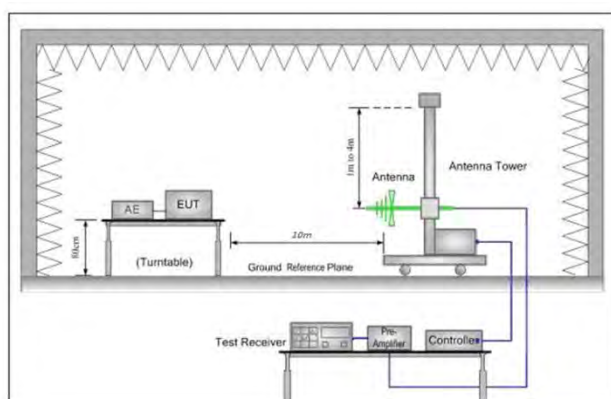 1m to 4m
Antenna
Antenna Tower
AE
EUT
80cm
(Turntable)
10m
Ground Reference Plane
Test Receiver
Pre-
Amplifier
Controller